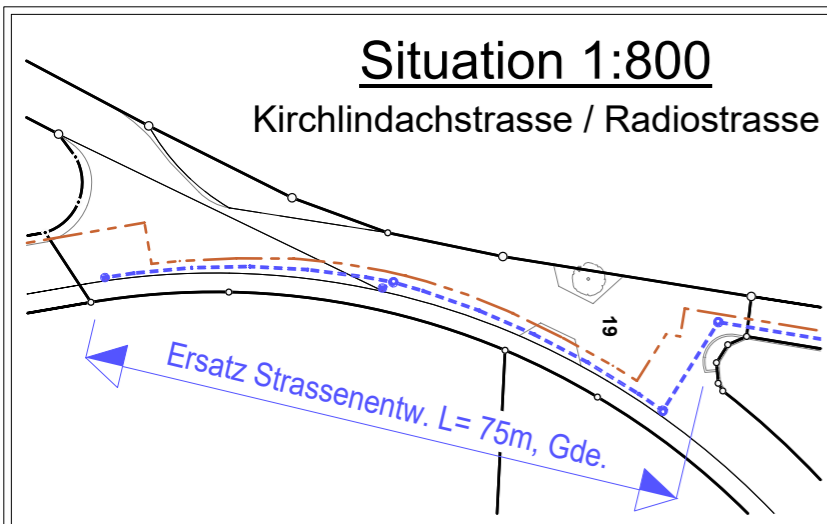 Situation 1:800
Kirchlindachstrasse / Radiostrasse
19
Ersatz Strassenentw. L= 75m, Gde.